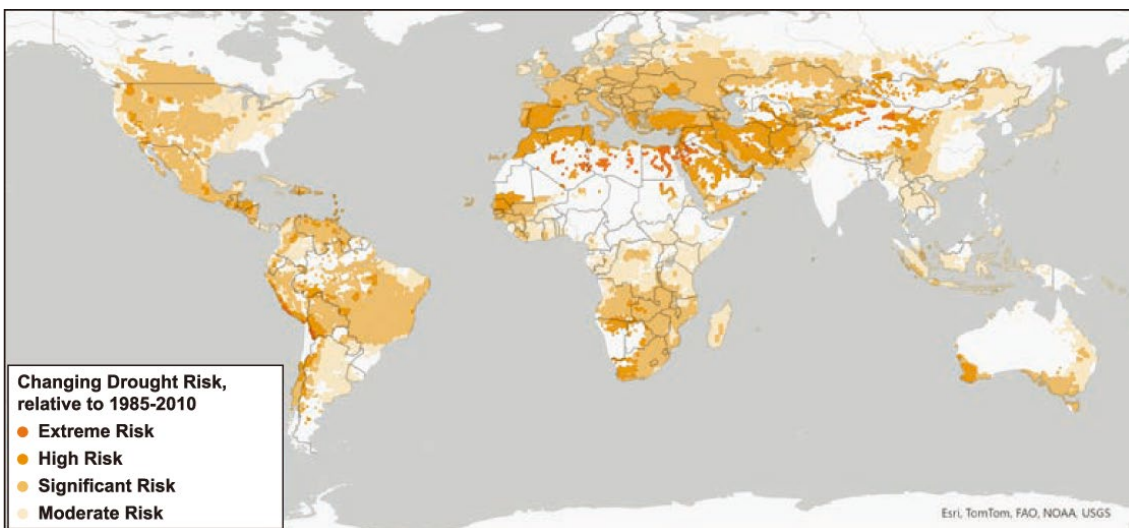 Changing Drought Risk,
relative to 1985-2010
Extreme Risk
High Risk
Significant Risk
Moderate Risk
Esri, TomTom, FAO, NOAA, USGS